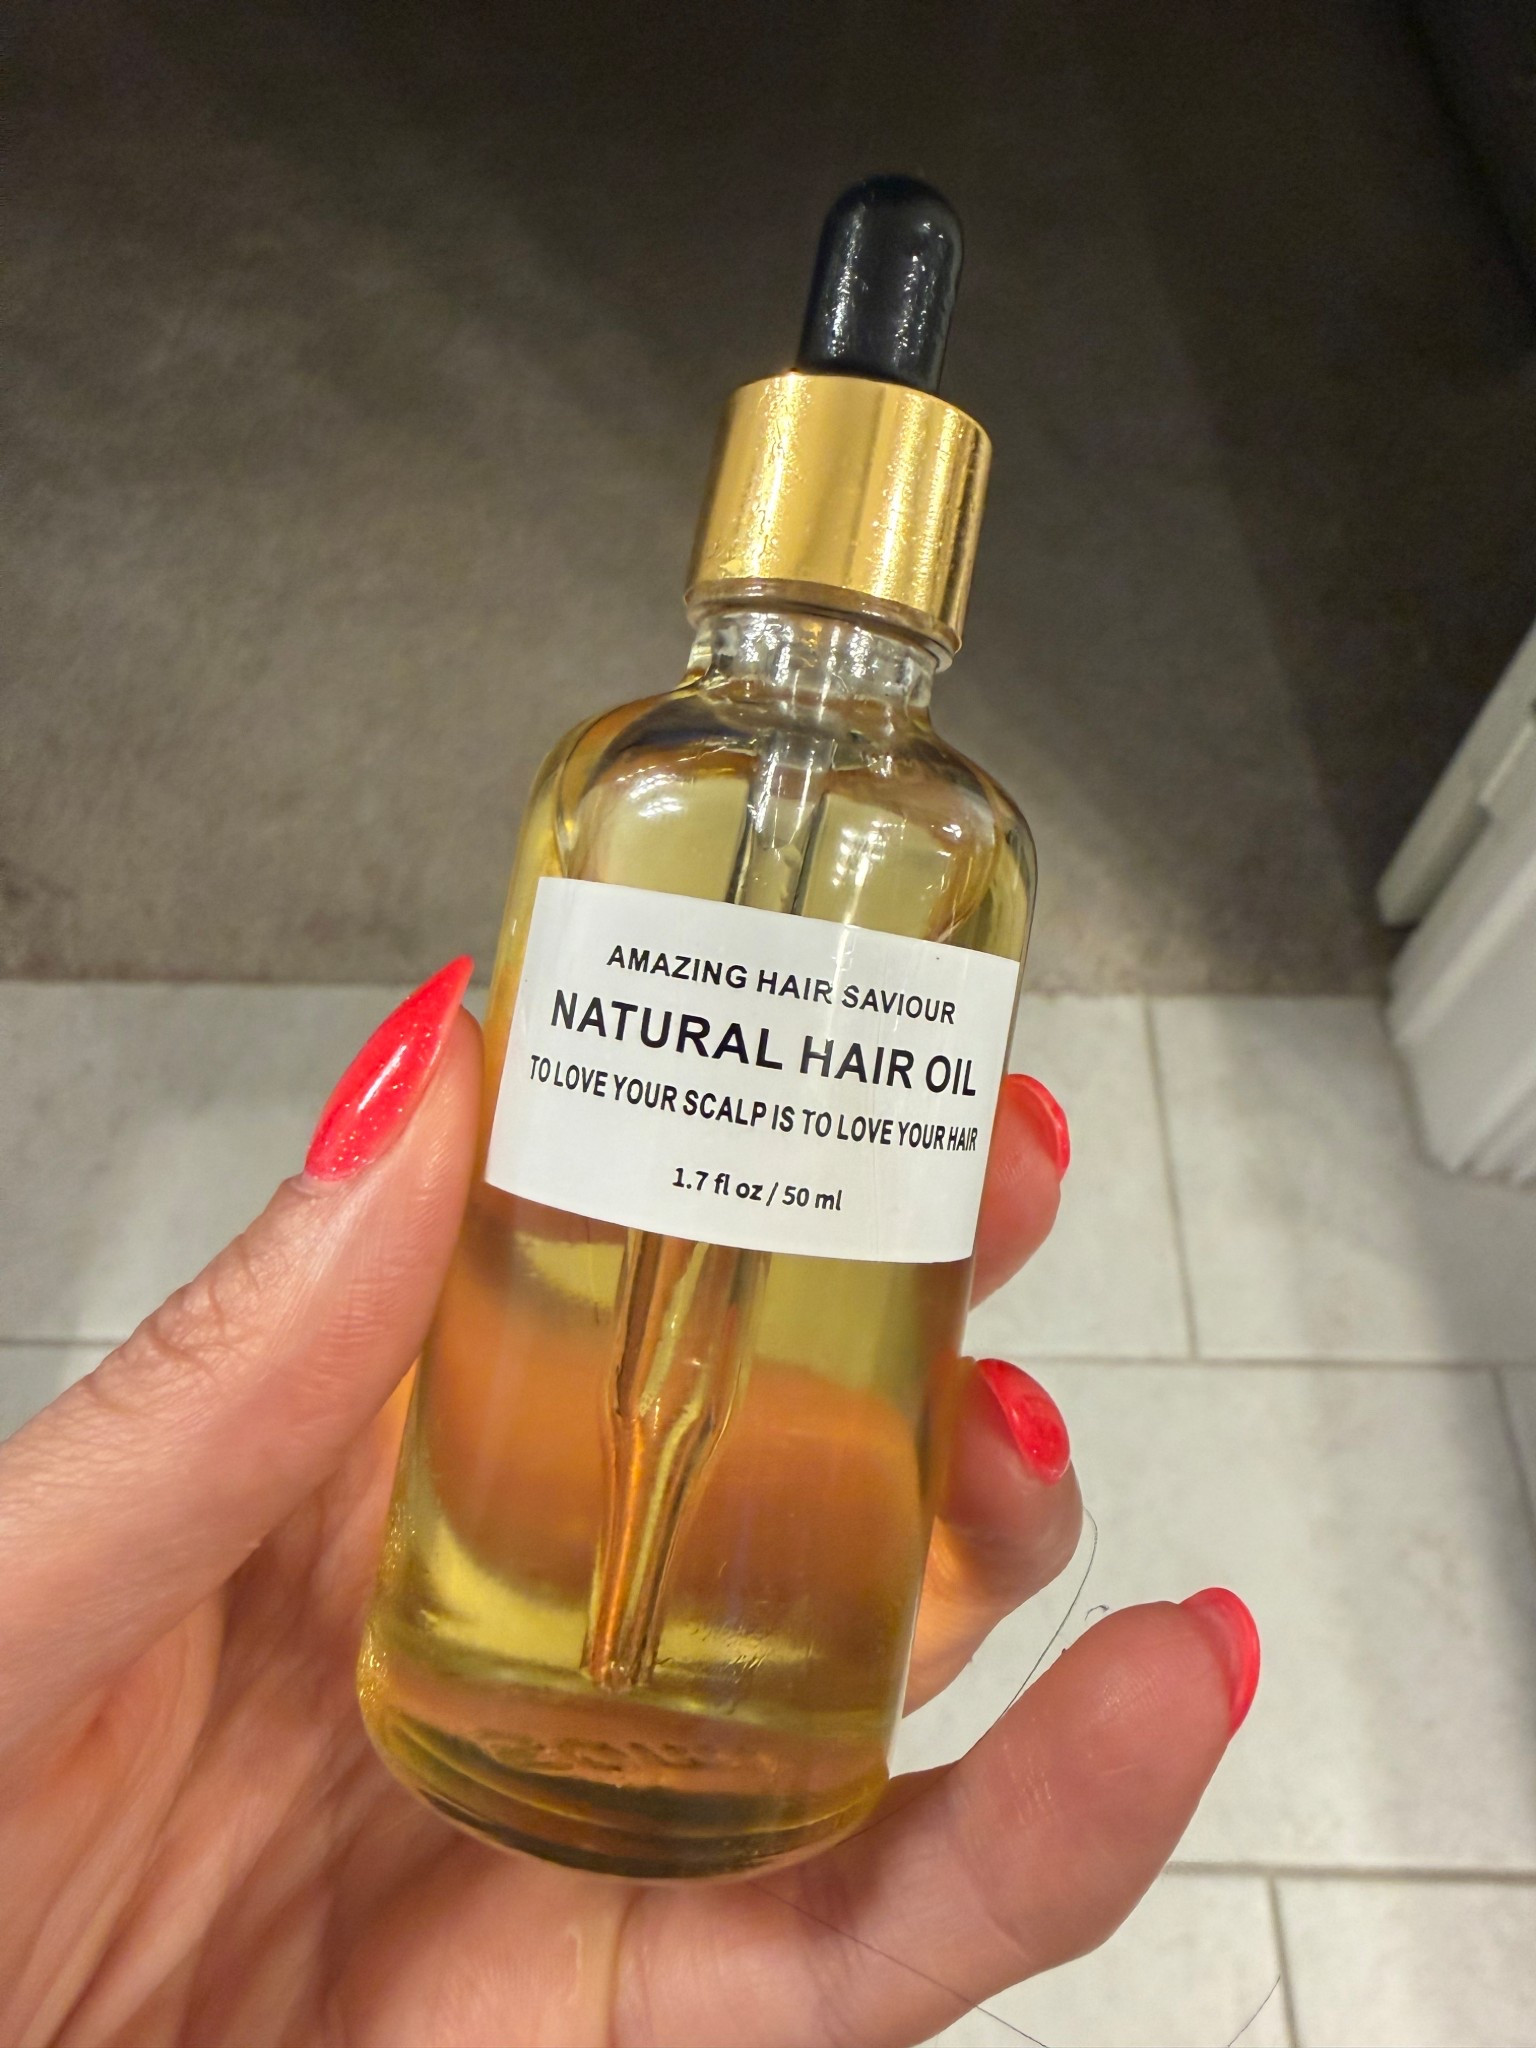 AMAZING HAIR SAVIOUR
NATURAL HAIR OIL
TO LOVE YOUR SCALP IS TO LOVE YOUR HAIR
1.7 fl oz / 50 ml